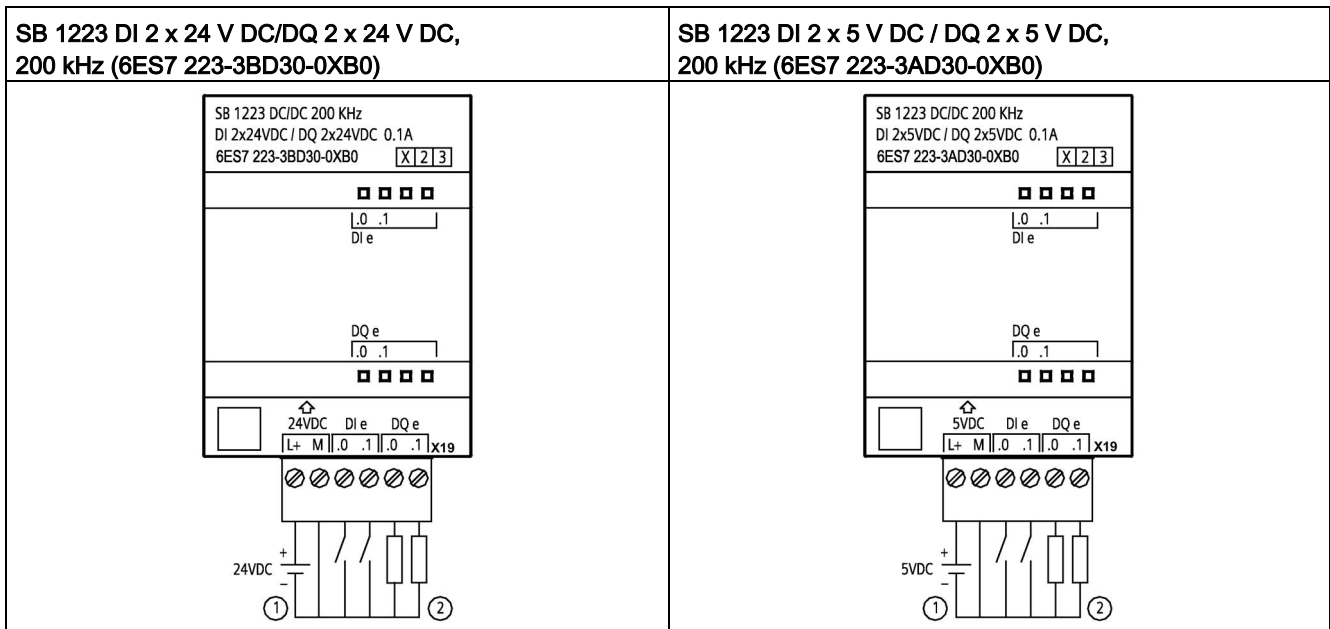 SB 1223 DI 2 x 24 V DC/DQ 2 x 24 V DC,
200 kHz (6ES7 223-3BD30-0XB0)
SB 1223 DC/DC 200 KHz
DI 2x24VDC / DQ 2x24VDC 0.1A
6ES7 223-3BD30-0XB0 X 2 3
.0 .1
DI e
DQ e
.0 .1
24VDC DI e DQ e
L+ M .0 .1 .0 .1 X19
+
24VDC
–
1 2
SB 1223 DI 2 x 5 V DC / DQ 2 x 5 V DC,
200 kHz (6ES7 223-3AD30-0XB0)
SB 1223 DC/DC 200 KHz
DI 2x5VDC / DQ 2x5VDC 0.1A
6ES7 223-3AD30-0XB0 X 2 3
.0 .1
DI e
DQ e
.0 .1
5VDC DI e DQ e
L+ M .0 .1 .0 .1 X19
+
5VDC
–
1 2